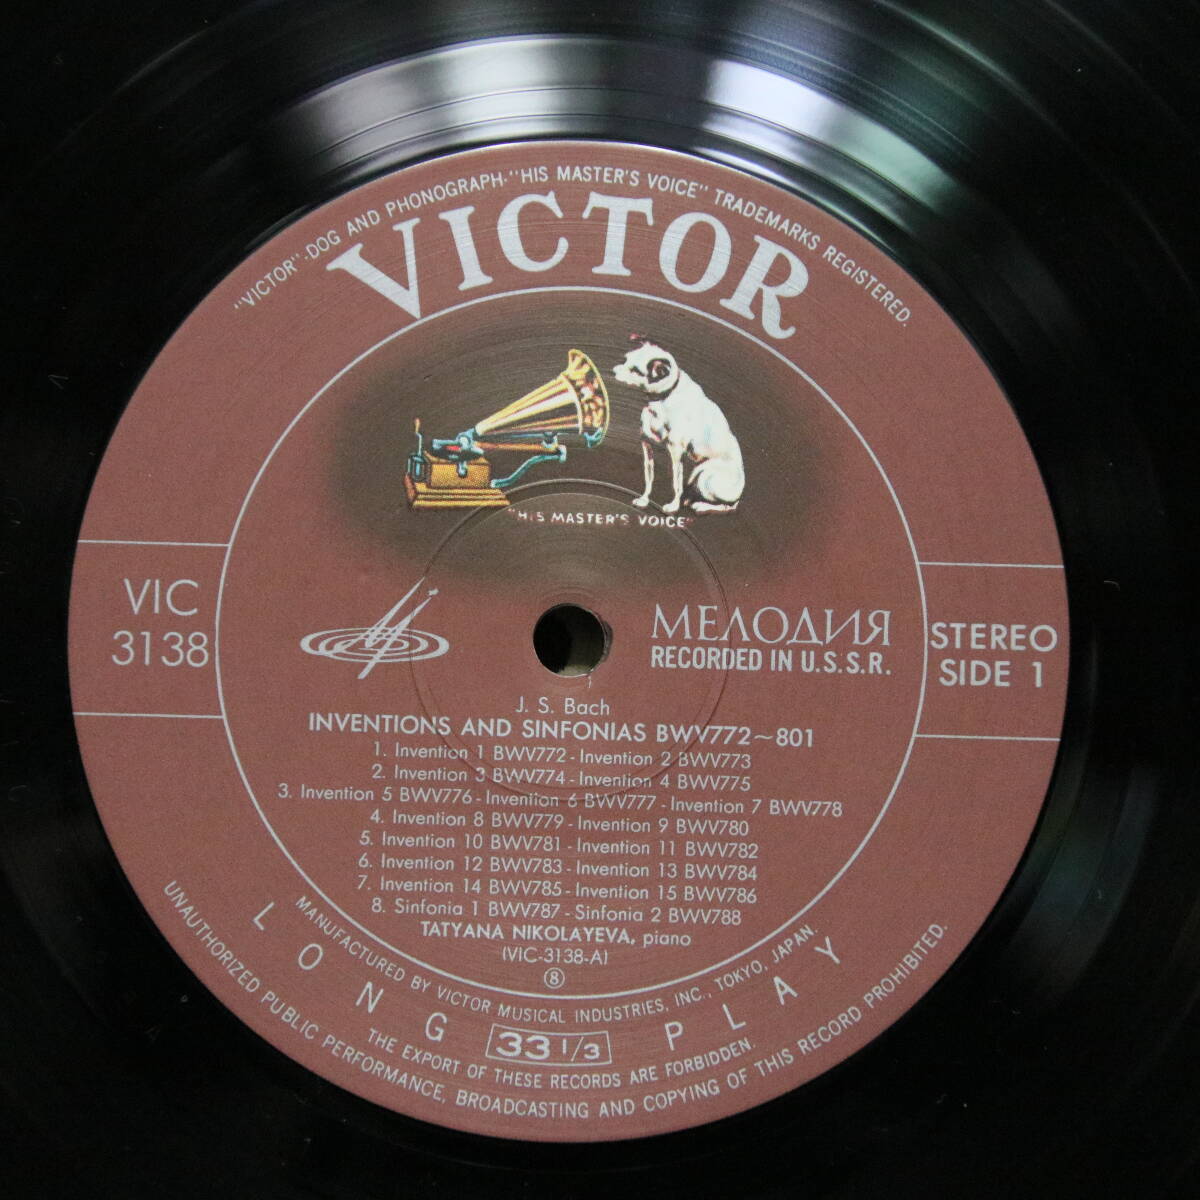 "VICTOR"-DOG AND PHONOGRAPH-"HIS MASTER'S VOICE" TRADEMARKS REGISTERED.
VICTOR
"HIS MASTER'S VOICE"
VIC
3138
МЕЛОДИЯ
RECORDED IN U.S.S.R.
STEREO
SIDE 1
J. S. Bach
INVENTIONS AND SINFONIAS BWV772~801
1. Invention 1 BWV772 - Invention 2 BWV773
2. Invention 3 BWV774 - Invention 4 BWV775
3. Invention 5 BWV776 - Invention 6 BWV777 - Invention 7 BWV778
4. Invention 8 BWV779 - Invention 9 BWV780
5. Invention 10 BWV781 - Invention 11 BWV782
6. Invention 12 BWV783 - Invention 13 BWV784
7. Invention 14 BWV785 - Invention 15 BWV786
8. Sinfonia 1 BWV787 - Sinfonia 2 BWV788
TATYANA NIKOLAYEVA, piano
(VIC-3138-A)
⑧
MANUFACTURED BY VICTOR MUSICAL INDUSTRIES, INC., TOKYO, JAPAN.
LONG 33 1/3 PLAY
THE EXPORT OF THESE RECORDS ARE FORBIDDEN.
UNAUTHORIZED PUBLIC PERFORMANCE, BROADCASTING AND COPYING OF THIS RECORD PROHIBITED.